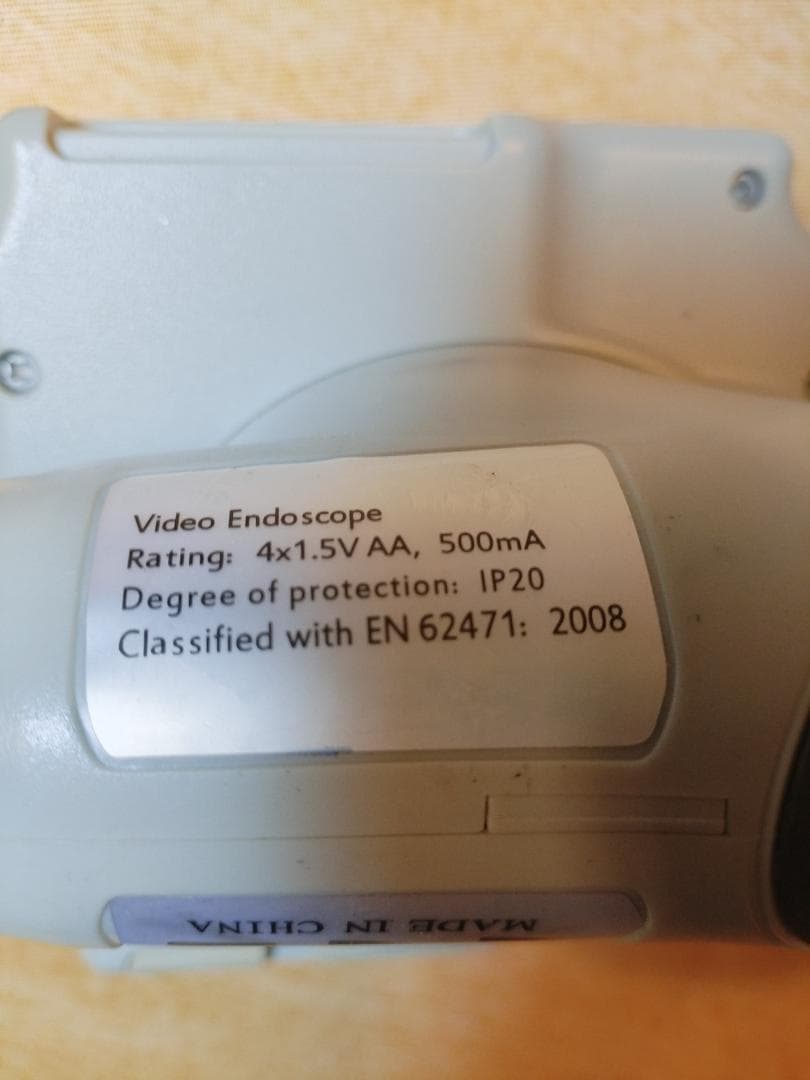 Video Endoscope
Rating: 4x1.5V AA, 500mA
Degree of protection: IP20
Classified with EN 62471: 2008
MADE IN CHINA